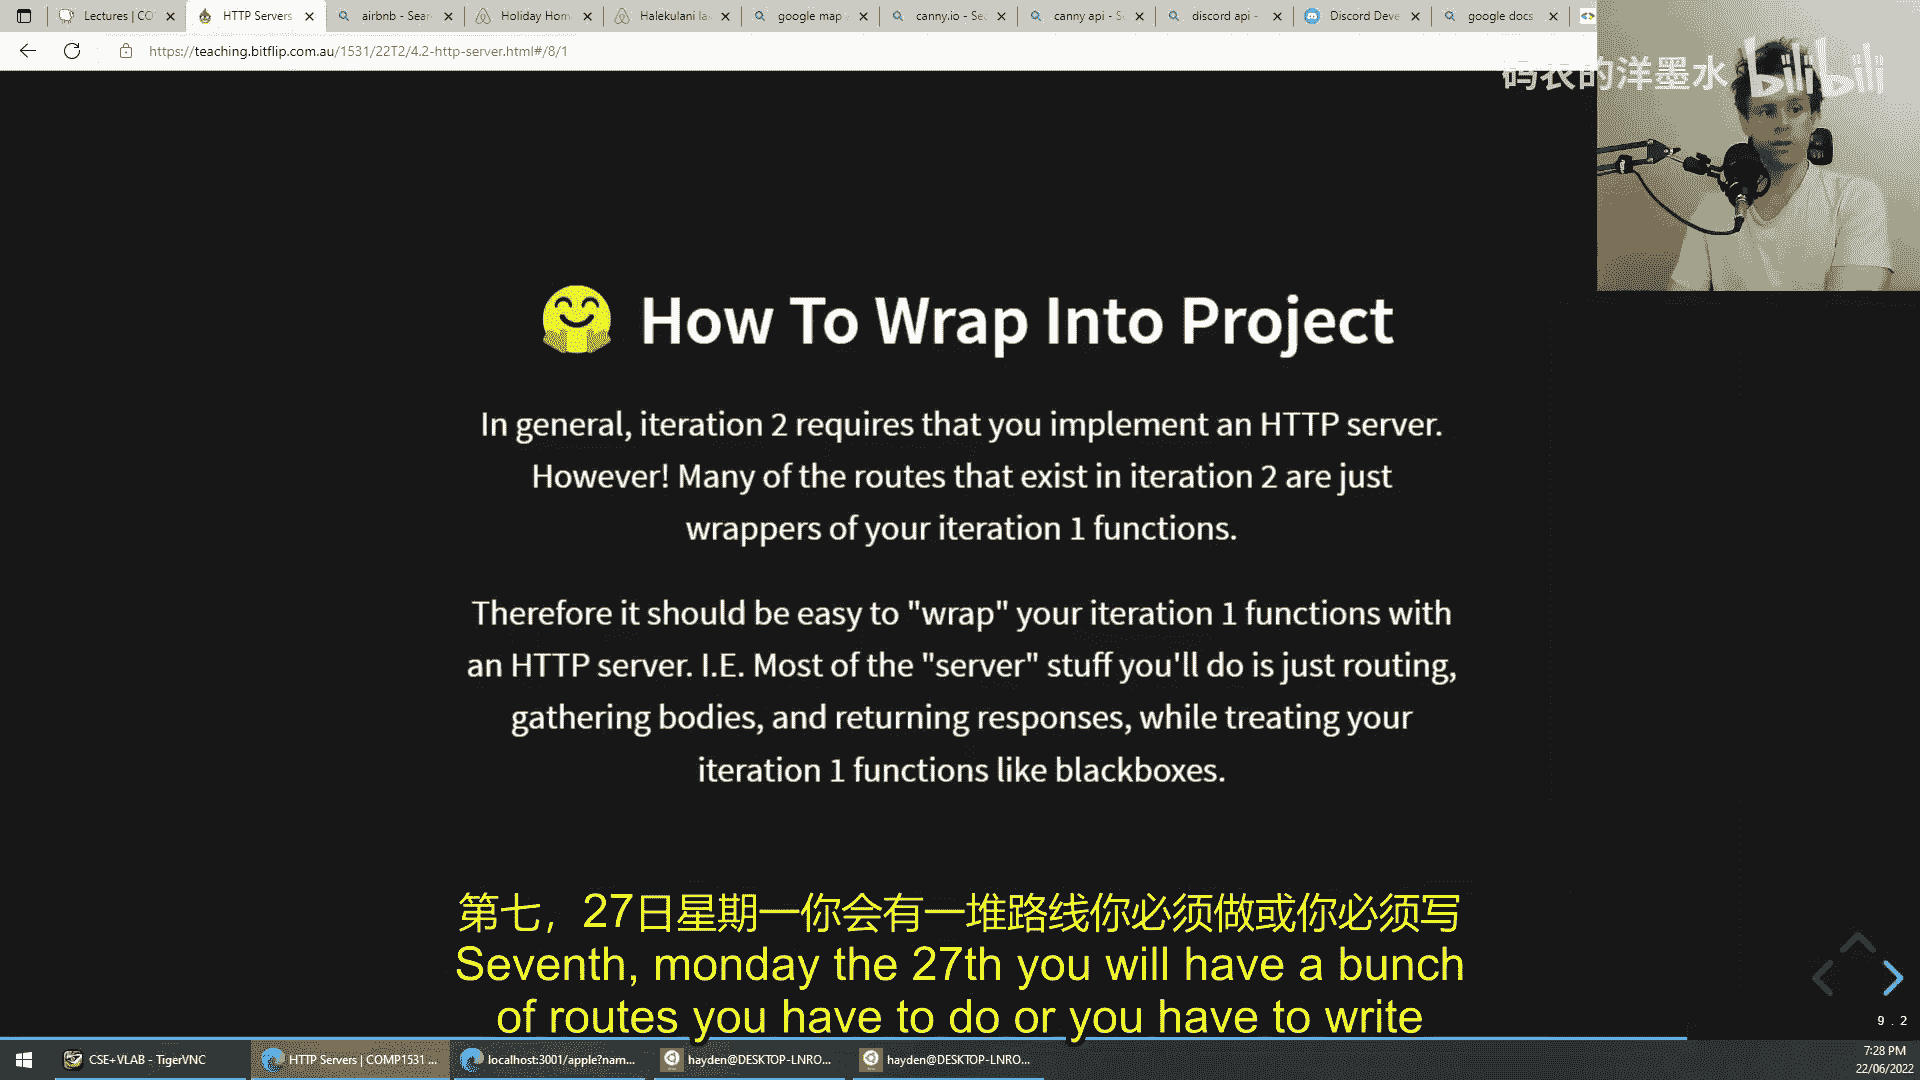 Lectures | CO
HTTP Servers
airbnb - Sear
Holiday Hom
Halekulani la
google map
canny.io - Se
canny api - S
discord api -
Discord Deve
google docs
https://teaching.bitflip.com.au/1531/22T2/4.2-http-server.html#/8/1
码农的洋墨水 bilibili
How To Wrap Into Project
In general, iteration 2 requires that you implement an HTTP server.
However! Many of the routes that exist in iteration 2 are just
wrappers of your iteration 1 functions.
Therefore it should be easy to "wrap" your iteration 1 functions with
an HTTP server. I.E. Most of the "server" stuff you'll do is just routing,
gathering bodies, and returning responses, while treating your
iteration 1 functions like blackboxes.
第七，27日星期一你会有一堆路线你必须做或你必须写
Seventh, monday the 27th you will have a bunch
of routes you have to do or you have to write
9 . 2
CSE+VLAB - TigerVNC
HTTP Servers | COMP1531 ...
localhost:3001/apple?nam...
hayden@DESKTOP-LNRO...
hayden@DESKTOP-LNRO...
7:28 PM
22/06/2022